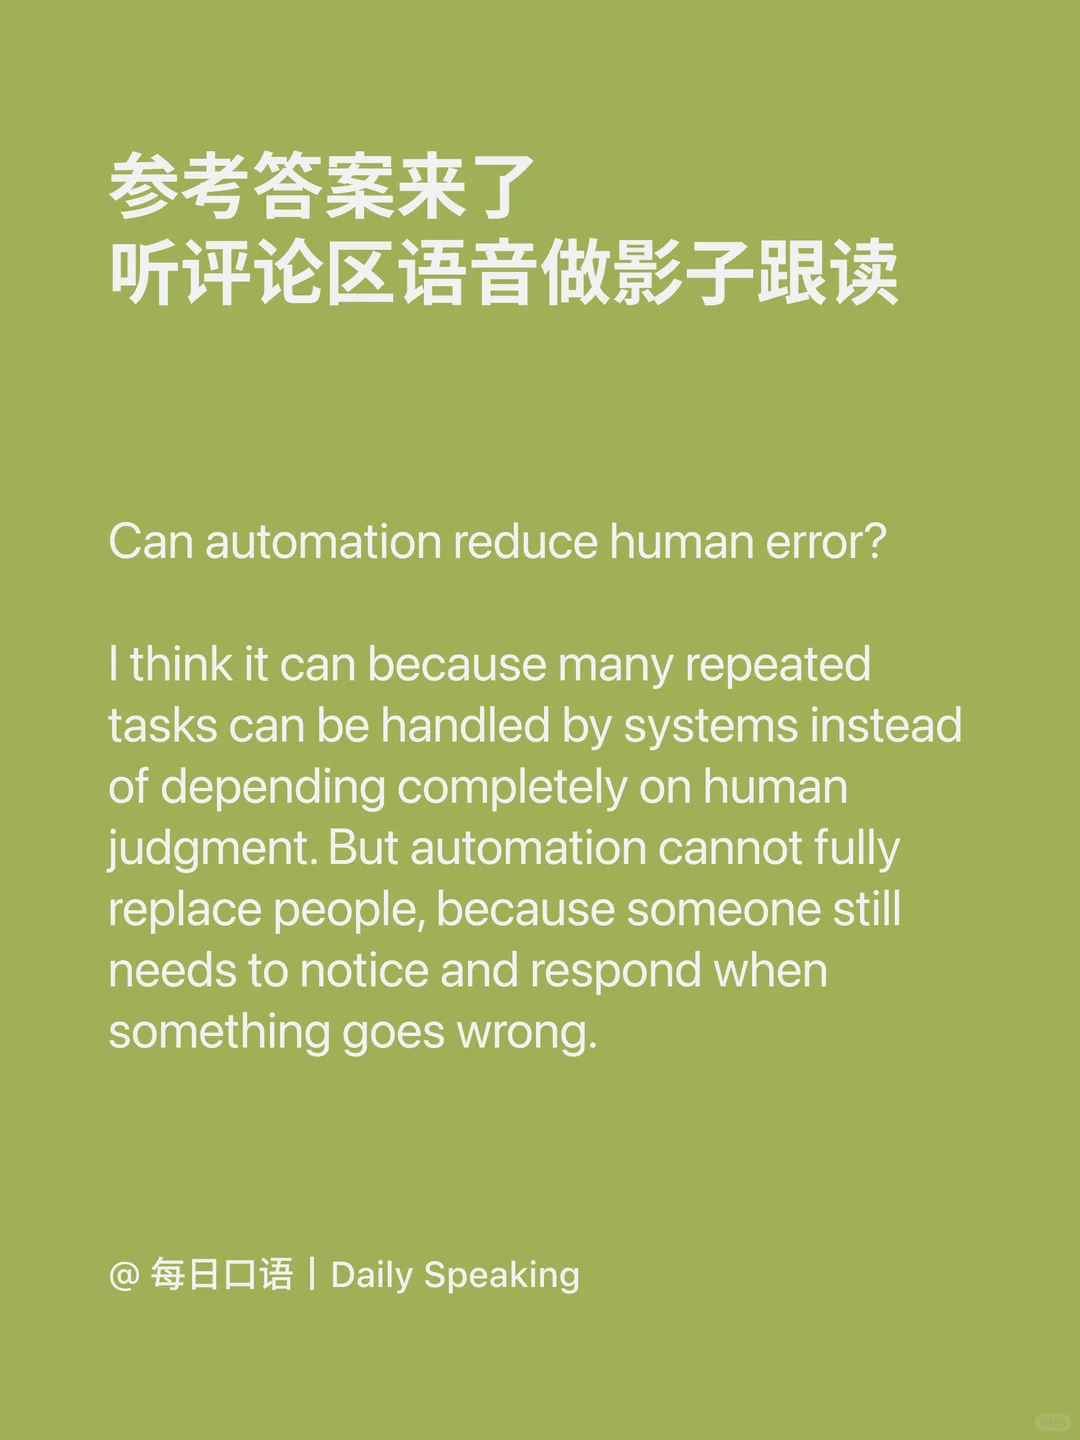 参考答案来了
听评论区语音做影子跟读
Can automation reduce human error?
I think it can because many repeated
tasks can be handled by systems instead
of depending completely on human
judgment. But automation cannot fully
replace people, because someone still
needs to notice and respond when
something goes wrong.
@ 每日口语 | Daily Speaking